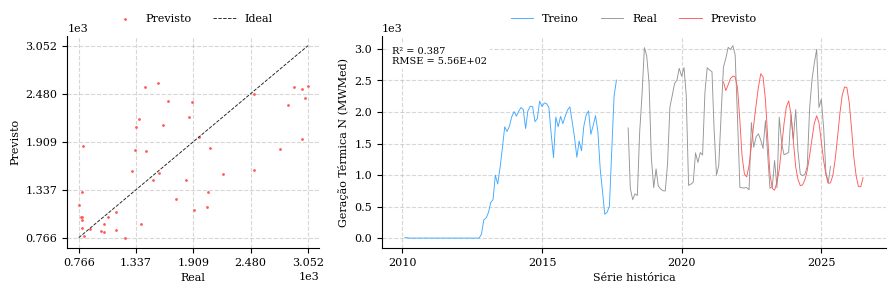 Previsto Ideal
1e3
3.052
2.480
1.909
1.337
0.766
Previsto
0.766 1.337 1.909 2.480 3.052
Real
1e3
Treino Real Previsto
1e3
R² = 0.387
RMSE = 5.56E+02
3.0
2.5
2.0
1.5
1.0
0.5
0.0
Geração Térmica N (MWMed)
2010 2015 2020 2025
Série histórica